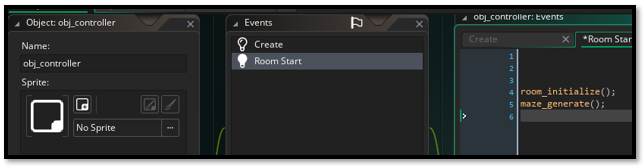 Object: obj_controller
Name:
obj_controller
Sprite:
No Sprite
...
Events
Create
Room Start
obj_controller: Events
Create
*Room Star
1
2
3
4 room_initialize();
5 maze_generate();
6